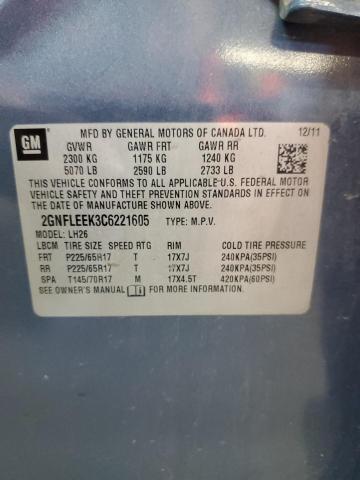 GM MFD BY GENERAL MOTORS OF CANADA LTD. 12/11
GVWR GAWR FRT GAWR RR
2300 KG 1175 KG 1240 KG
5070 LB 2590 LB 2733 LB
THIS VEHICLE CONFORMS TO ALL APPLICABLE U.S. FEDERAL MOTOR
VEHICLE SAFETY AND THEFT PREVENTION STANDARDS IN EFFECT ON
THE DATE OF MANUFACTURE SHOWN ABOVE.
2GNFLEEK3C6221605 TYPE: M.P.V.
MODEL: LH26
LBCM TIRE SIZE SPEED RTG RIM COLD TIRE PRESSURE
FRT P225/65R17 T 17X7J 240KPA(35PSI)
RR P225/65R17 T 17X7J 240KPA(35PSI)
SPA T145/70R17 M 17X4.5T 420KPA(60PSI)
SEE OWNER'S MANUAL FOR MORE INFORMATION